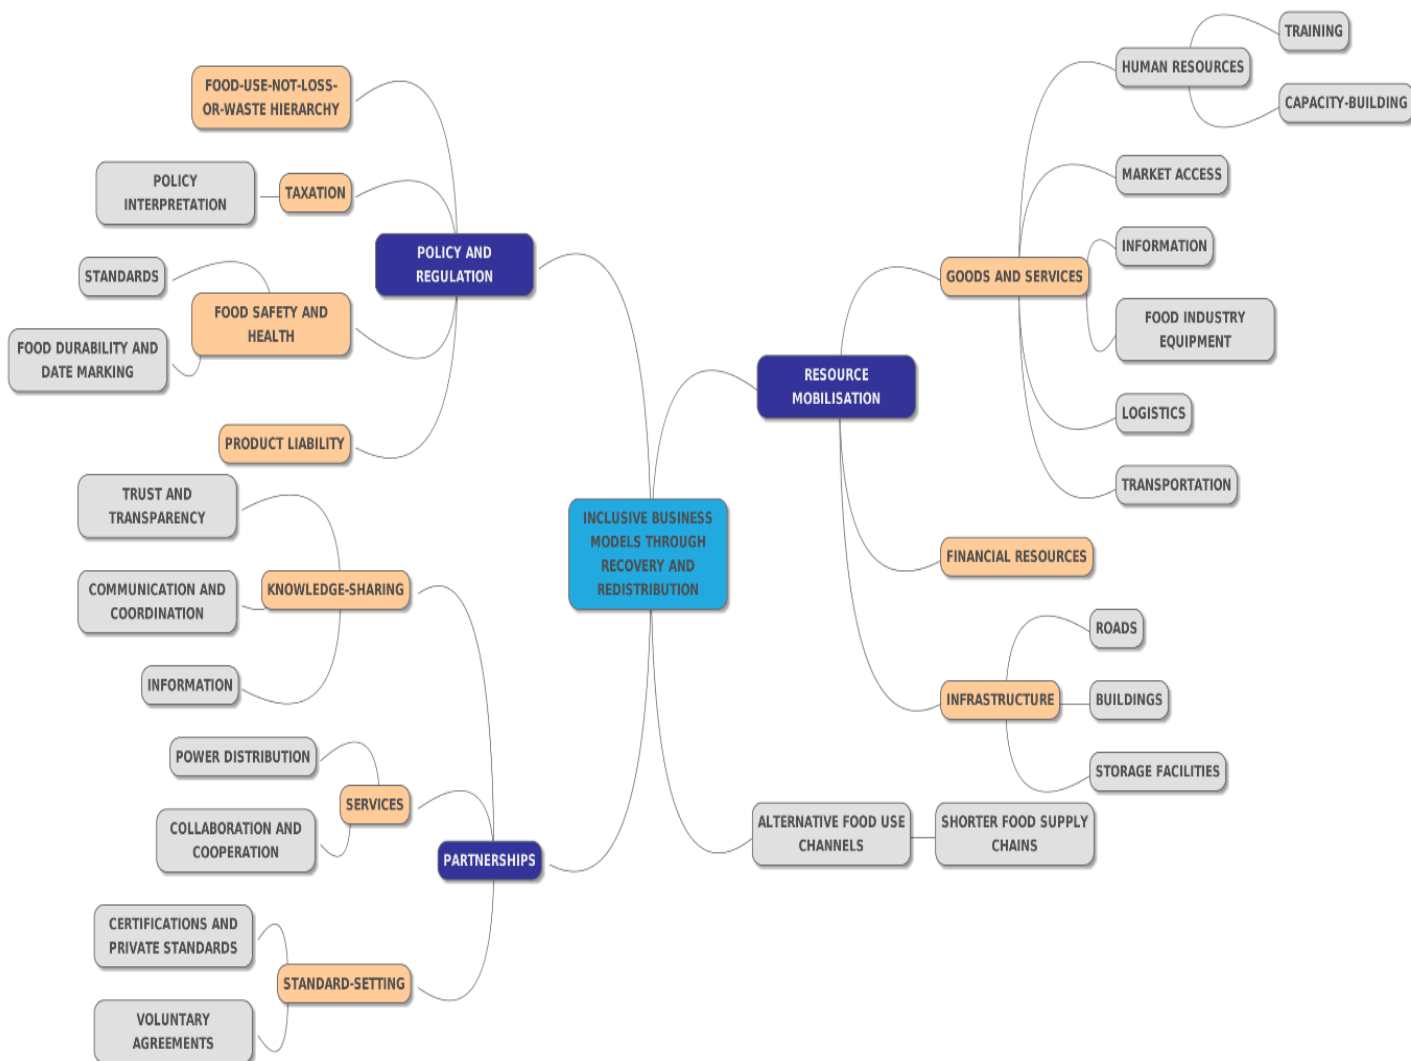 FOOD-USE-NOT-LOSS-
OR-WASTE HIERARCHY
POLICY
INTERPRETATION
TAXATION
POLICY AND
REGULATION
STANDARDS
FOOD SAFETY AND
HEALTH
FOOD DURABILITY AND
DATE MARKING
PRODUCT LIABILITY
TRUST AND
TRANSPARENCY
KNOWLEDGE-SHARING
COMMUNICATION AND
COORDINATION
INFORMATION
POWER DISTRIBUTION
SERVICES
COLLABORATION AND
COOPERATION
PARTNERSHIPS
CERTIFICATIONS AND
PRIVATE STANDARDS
STANDARD-SETTING
VOLUNTARY
AGREEMENTS
INCLUSIVE BUSINESS
MODELS THROUGH
RECOVERY AND
REDISTRIBUTION
RESOURCE
MOBILISATION
GOODS AND SERVICES
HUMAN RESOURCES
TRAINING
CAPACITY-BUILDING
MARKET ACCESS
INFORMATION
FOOD INDUSTRY
EQUIPMENT
LOGISTICS
TRANSPORTATION
FINANCIAL RESOURCES
INFRASTRUCTURE
ROADS
BUILDINGS
STORAGE FACILITIES
ALTERNATIVE FOOD USE
CHANNELS
SHORTER FOOD SUPPLY
CHAINS